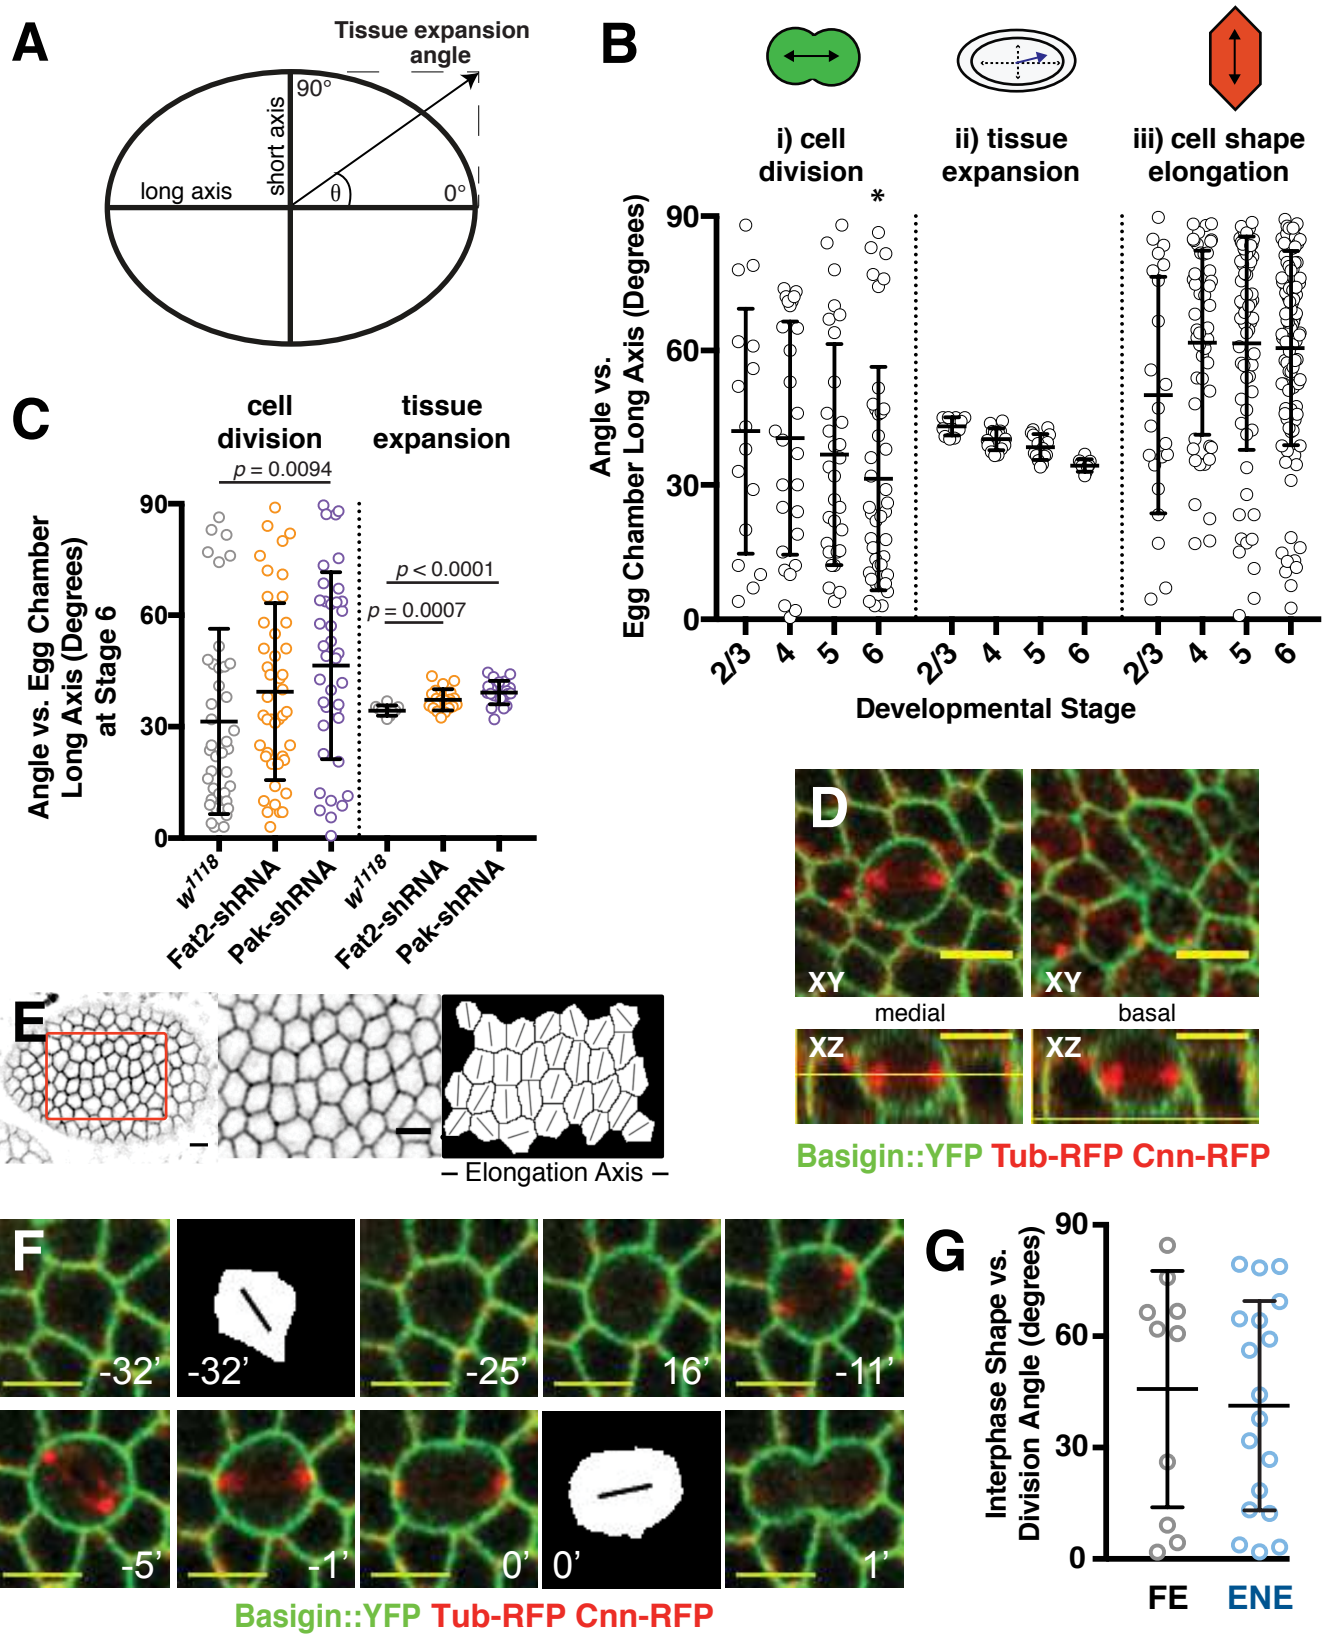 A
Tissue expansion
angle
90°
short axis
long axis
θ
0°
B
i) cell
division
ii) tissue
expansion
iii) cell shape
elongation
*
Angle vs.
Egg Chamber Long Axis (Degrees)
90
60
30
0
2/3
4
5
6
2/3
4
5
6
2/3
4
5
6
Developmental Stage
C
cell
division
tissue
expansion
p = 0.0094
p < 0.0001
p = 0.0007
Angle vs. Egg Chamber
Long Axis (Degrees)
at Stage 6
90
60
30
0
w1118
Fat2-shRNA
Pak-shRNA
w1118
Fat2-shRNA
Pak-shRNA
D
XY
XY
medial
basal
XZ
XZ
Basigin::YFP Tub-RFP Cnn-RFP
E
– Elongation Axis –
F
-32’
-32’
-25’
16’
-11’
-5’
-1’
0’
0’
1’
Basigin::YFP Tub-RFP Cnn-RFP
G
Interphase Shape vs.
Division Angle (degrees)
90
60
30
0
FE
ENE